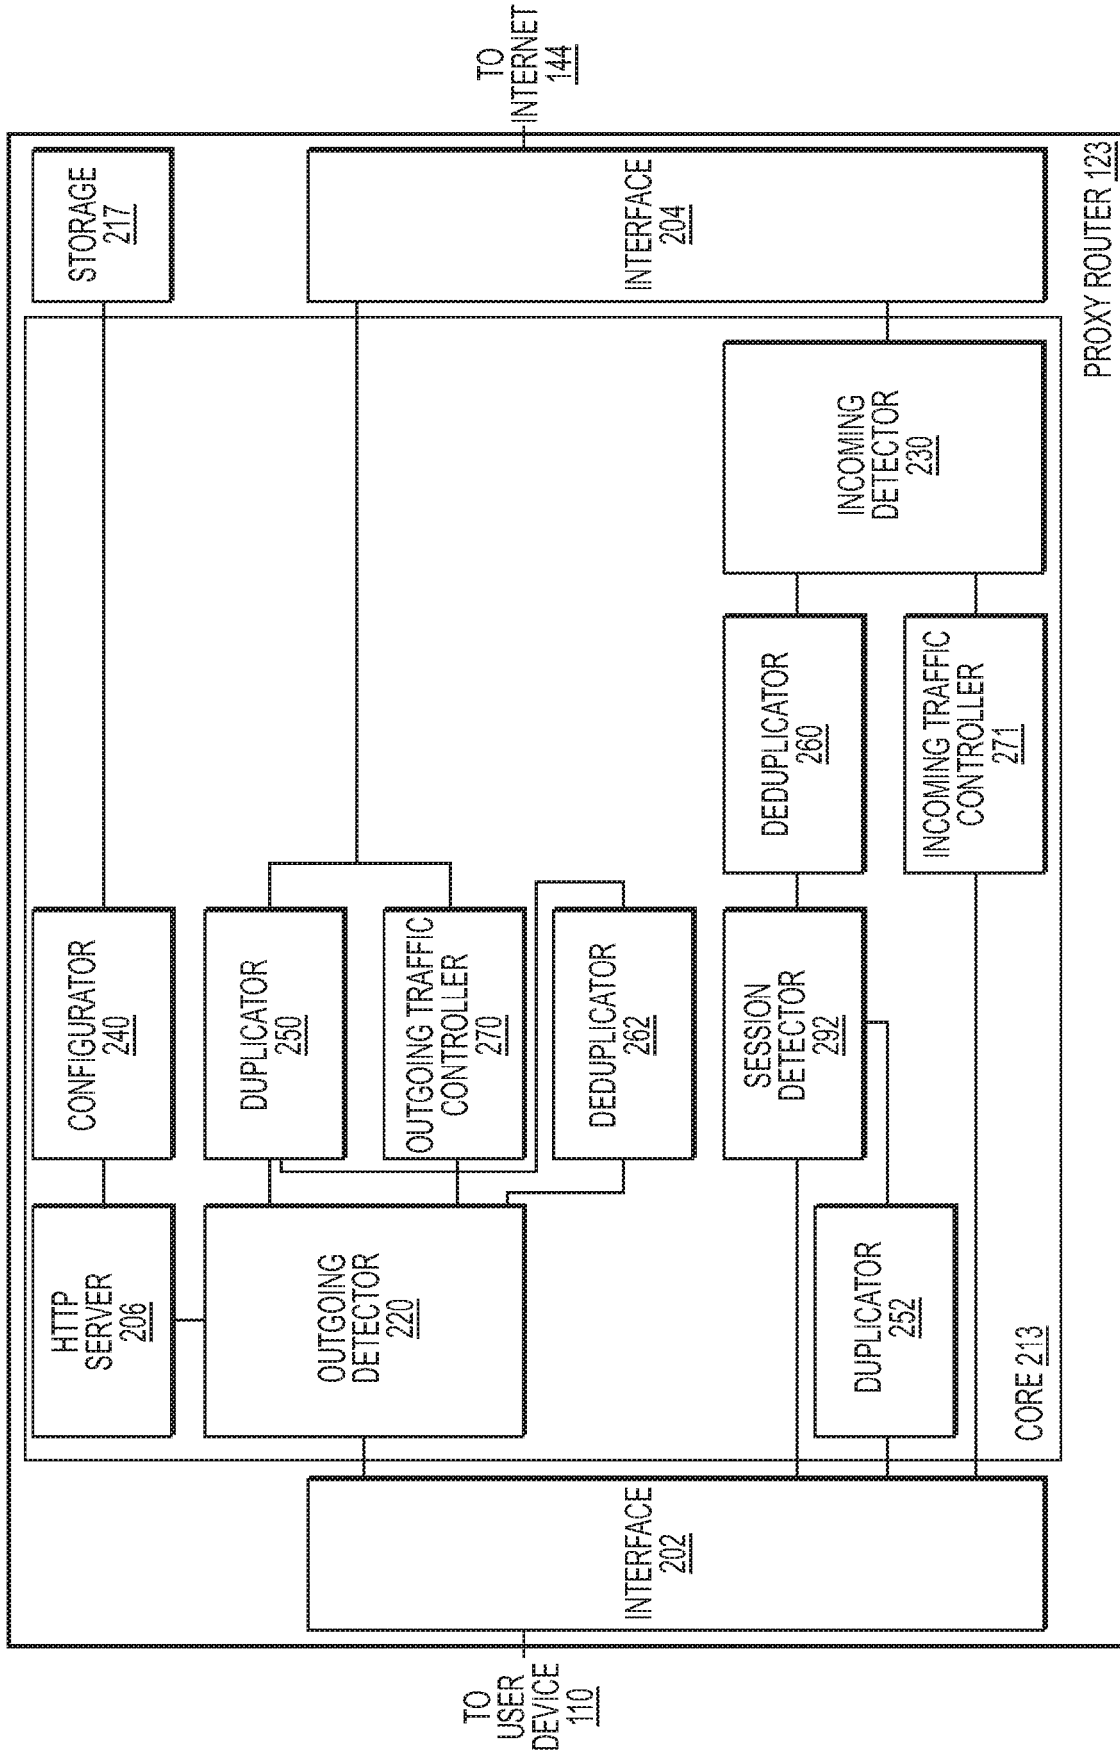 TO
USER
DEVICE
110
INTERFACE
202
HTTP
SERVER
206
CONFIGURATOR
240
STORAGE
217
OUTGOING
DETECTOR
220
DUPLICATOR
250
OUTGOING TRAFFIC
CONTROLLER
270
DEDUPLICATOR
262
SESSION
DETECTOR
292
DUPLICATOR
252
DEDUPLICATOR
260
INCOMING TRAFFIC
CONTROLLER
271
INCOMING
DETECTOR
230
INTERFACE
204
TO
INTERNET
144
CORE 213
PROXY ROUTER 123